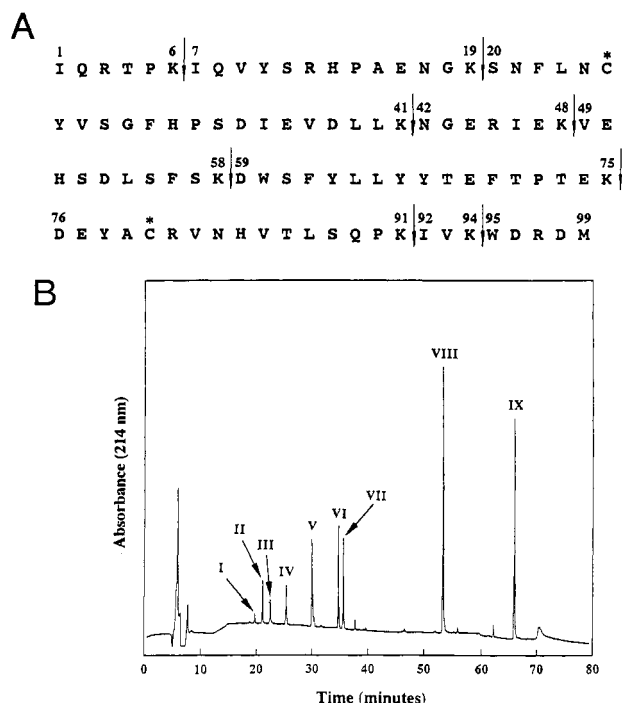 A
1 6 7 19 20 *
I Q R T P K I Q V Y S R H P A E N G K S N F L N C
41 42 48 49
Y V S G F H P S D I E V D L L K N G E R I E K V E
58 59 75
H S D L S F S K D W S F Y L L Y Y T E F T P T E K
76 * 91 92 94 95 99
D E Y A C R V N H V T L S Q P K I V K W D R D M
B
Absorbance (214 nm)
I
II
III
IV
V
VI
VII
VIII
IX
0 10 20 30 40 50 60 70 80
Time (minutes)